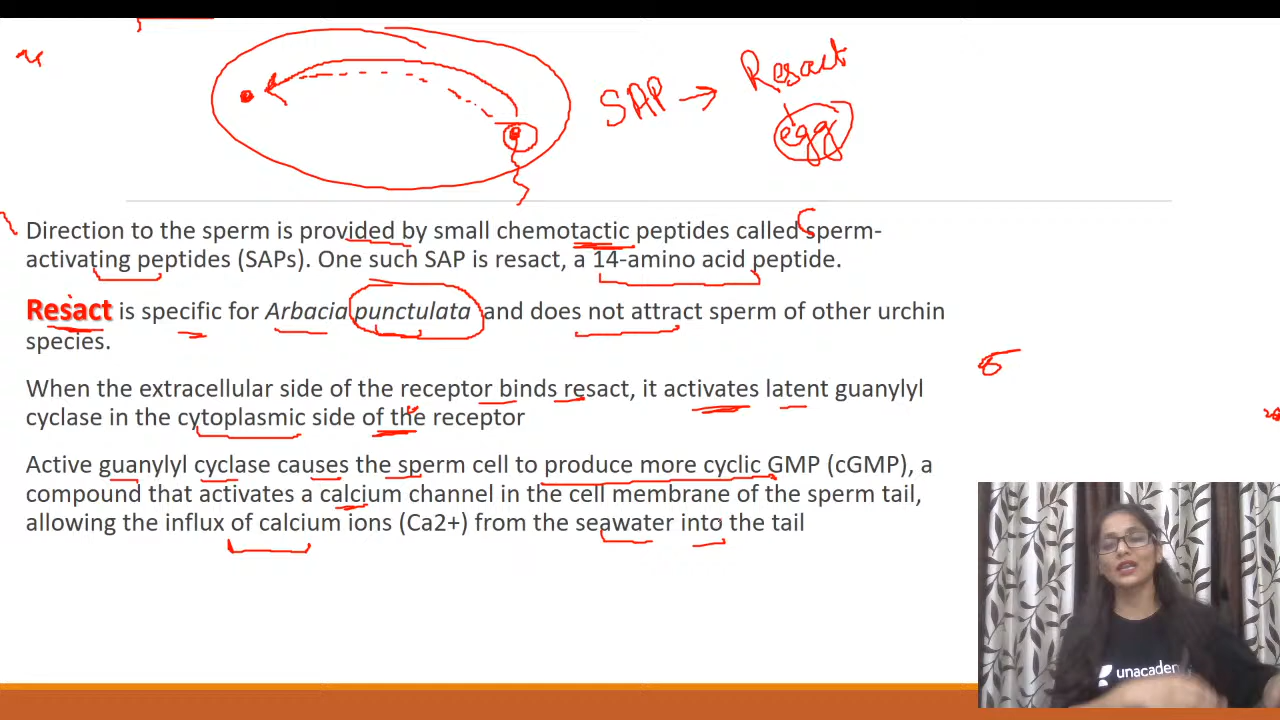 SAP → Resact
egg
Direction to the sperm is provided by small chemotactic peptides called sperm-
activating peptides (SAPs). One such SAP is resact, a 14-amino acid peptide.
Resact is specific for Arbacia punctulata and does not attract sperm of other urchin
species.
When the extracellular side of the receptor binds resact, it activates latent guanylyl
cyclase in the cytoplasmic side of the receptor
Active guanylyl cyclase causes the sperm cell to produce more cyclic GMP (cGMP), a
compound that activates a calcium channel in the cell membrane of the sperm tail,
allowing the influx of calcium ions (Ca2+) from the seawater into the tail
unacade